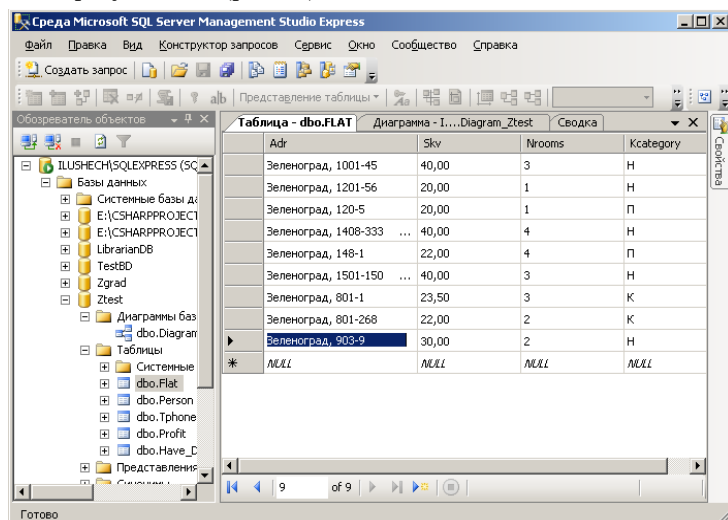 Среда Microsoft SQL Server Management Studio Express
Файл Правка Вид Конструктор запросов Сервис Окно Сообщество Справка
Создать запрос
Представление таблицы
Обозреватель объектов
Таблица - dbo.FLAT Диаграмма - I....Diagram_Ztest Сводка
Свойства
ILUSHECH\SQLEXPRESS (SQ
Базы данных
Системные базы да
E:\CSHARPPROJECT
E:\CSHARPPROJECT
LibrarianDB
TestBD
Zgrad
Ztest
Диаграммы баз
dbo.Diagram
Таблицы
Системные
dbo.Flat
dbo.Person
dbo.Tphone
dbo.Profit
dbo.Have_D
Представления
Синонимы
Adr Skv Nrooms Kcategory
Зеленоград, 1001-45 40,00 3 Н
Зеленоград, 1201-56 20,00 1 Н
Зеленоград, 120-5 20,00 1 П
Зеленоград, 1408-333 ... 40,00 4 Н
Зеленоград, 148-1 22,00 4 П
Зеленоград, 1501-150 ... 40,00 3 Н
Зеленоград, 801-1 23,50 3 К
Зеленоград, 801-268 22,00 2 К
Зеленоград, 903-9 30,00 2 Н
NULL NULL NULL NULL
9 of 9
Готово